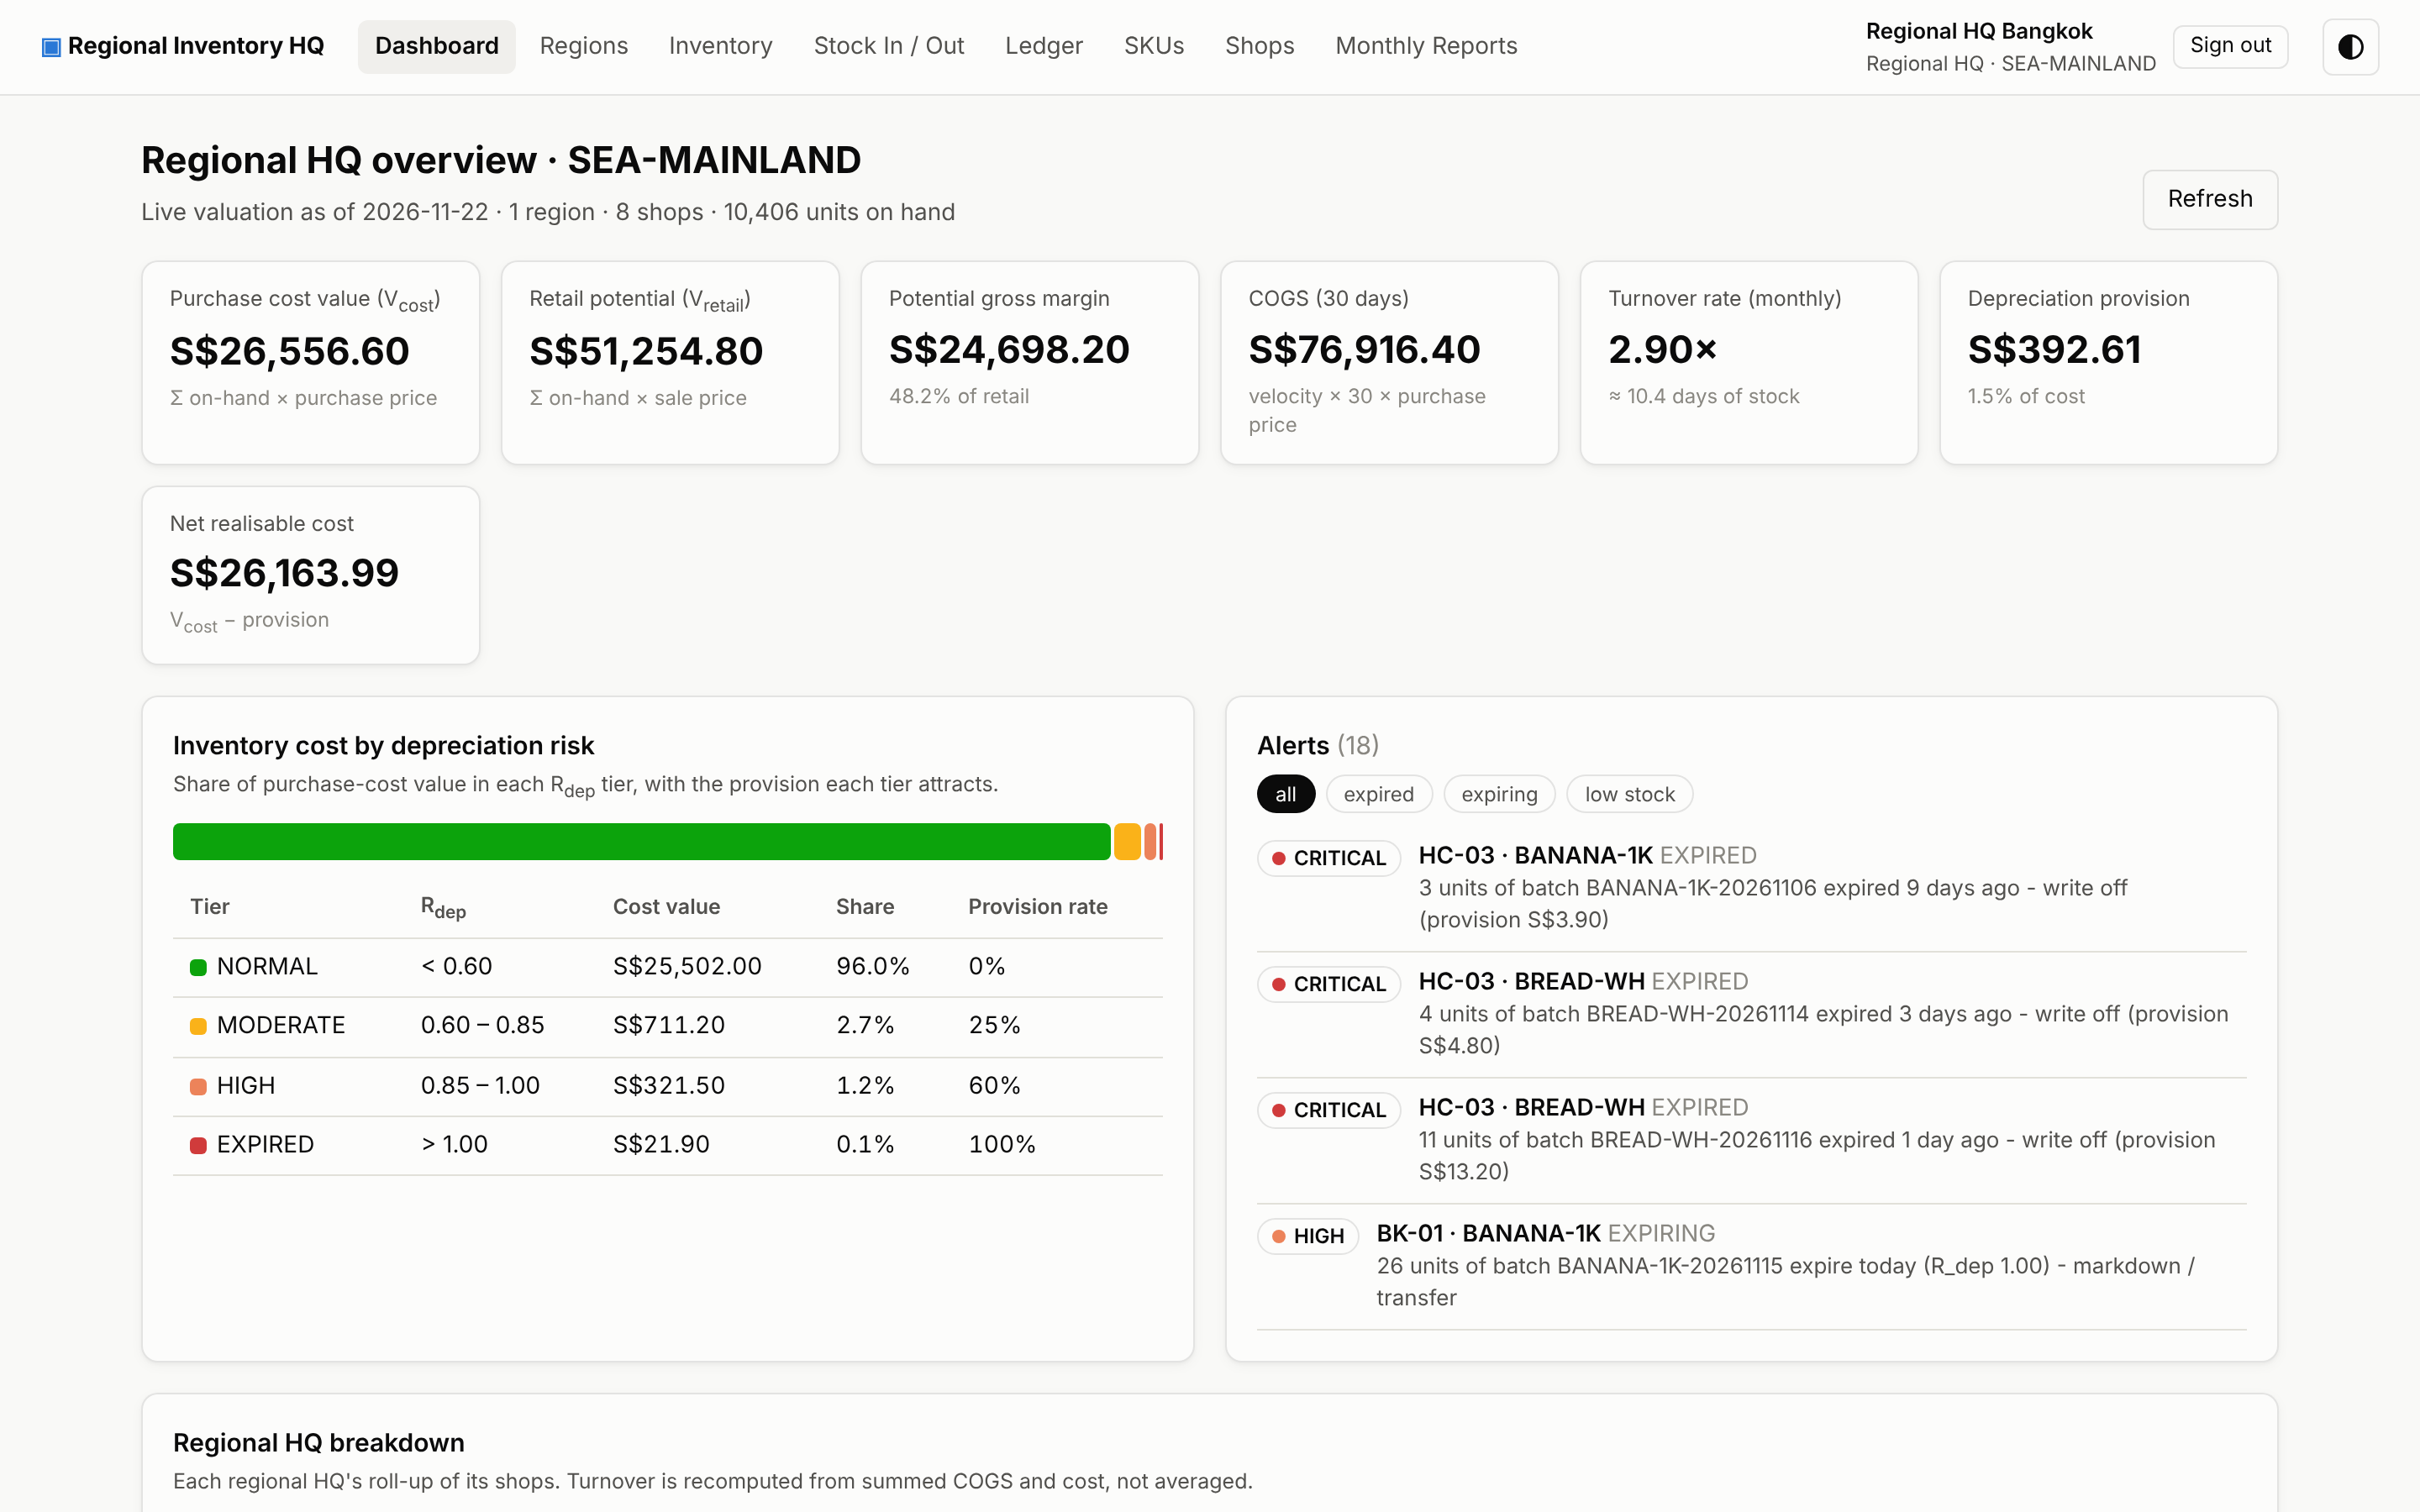 Regional Inventory HQ
Dashboard
Regions
Inventory
Stock In / Out
Ledger
SKUs
Shops
Monthly Reports
Regional HQ Bangkok
Regional HQ · SEA-MAINLAND
Sign out
Regional HQ overview · SEA-MAINLAND
Live valuation as of 2026-11-22 · 1 region · 8 shops · 10,406 units on hand
Refresh
Purchase cost value (Vcost)
S$26,556.60
Σ on-hand × purchase price
Retail potential (Vretail)
S$51,254.80
Σ on-hand × sale price
Potential gross margin
S$24,698.20
48.2% of retail
COGS (30 days)
S$76,916.40
velocity × 30 × purchase
price
Turnover rate (monthly)
2.90×
≈ 10.4 days of stock
Depreciation provision
S$392.61
1.5% of cost
Net realisable cost
S$26,163.99
Vcost − provision
Inventory cost by depreciation risk
Share of purchase-cost value in each Rdep tier, with the provision each tier attracts.
Tier Rdep Cost value Share Provision rate
NORMAL < 0.60 S$25,502.00 96.0% 0%
MODERATE 0.60 – 0.85 S$711.20 2.7% 25%
HIGH 0.85 – 1.00 S$321.50 1.2% 60%
EXPIRED > 1.00 S$21.90 0.1% 100%
Alerts (18)
all
expired
expiring
low stock
CRITICAL HC-03 · BANANA-1K EXPIRED
3 units of batch BANANA-1K-20261106 expired 9 days ago - write off
(provision S$3.90)
CRITICAL HC-03 · BREAD-WH EXPIRED
4 units of batch BREAD-WH-20261114 expired 3 days ago - write off (provision
S$4.80)
CRITICAL HC-03 · BREAD-WH EXPIRED
11 units of batch BREAD-WH-20261116 expired 1 day ago - write off (provision
S$13.20)
HIGH BK-01 · BANANA-1K EXPIRING
26 units of batch BANANA-1K-20261115 expire today (R_dep 1.00) - markdown /
transfer
Regional HQ breakdown
Each regional HQ's roll-up of its shops. Turnover is recomputed from summed COGS and cost, not averaged.